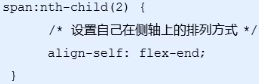 span:nth-child(2) {
/* 设置自己在侧轴上的排列方式 */
align-self: flex-end;
}